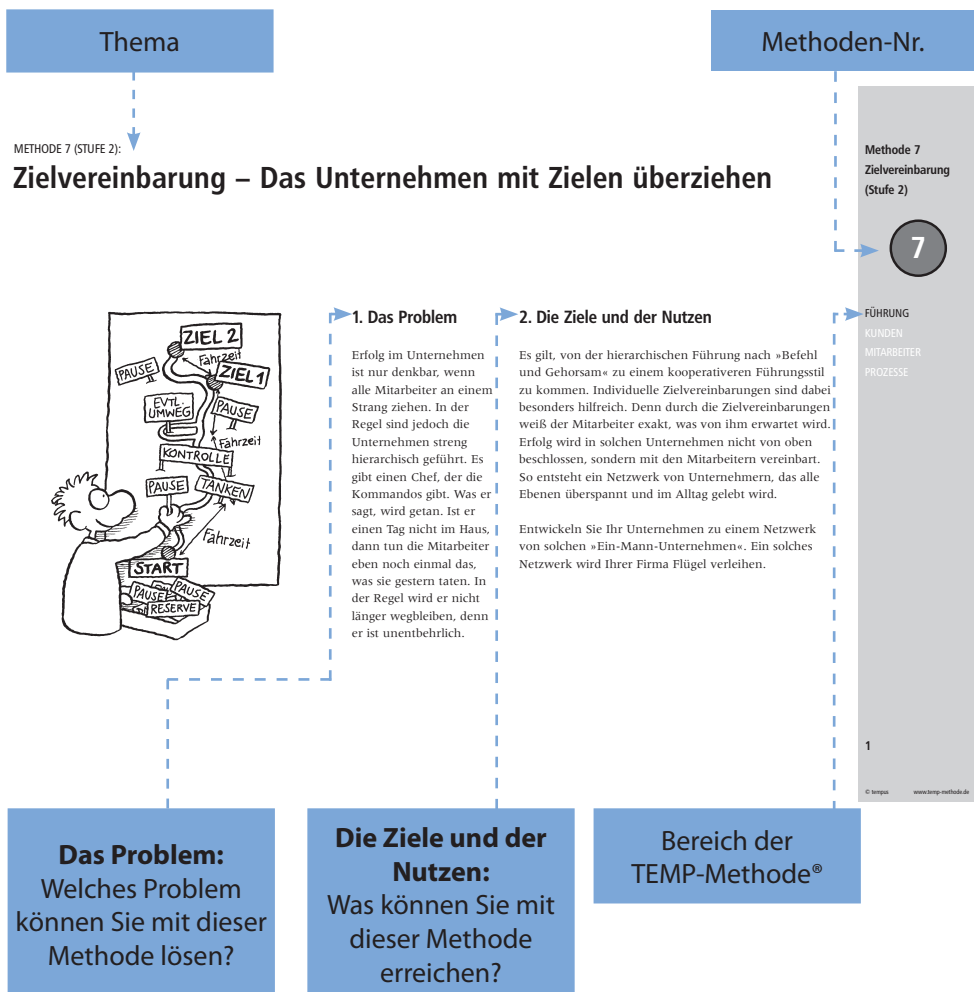 Thema
Methoden-Nr.
METHODE 7 (STUFE 2):
Zielvereinbarung – Das Unternehmen mit Zielen überziehen
Methode 7
Zielvereinbarung
(Stufe 2)
7
FÜHRUNG
KUNDEN
MITARBEITER
PROZESSE
ZIEL 2
Fahrzeit
ZIEL 1
PAUSE
EVTL.
UMWEG
PAUSE
Fahrzeit
KONTROLLE
PAUSE
TANKEN
Fahrzeit
START
PAUSE
PAUSE
RESERVE
1. Das Problem
Erfolg im Unternehmen
ist nur denkbar, wenn
alle Mitarbeiter an einem
Strang ziehen. In der
Regel sind jedoch die
Unternehmen streng
hierarchisch geführt. Es
gibt einen Chef, der die
Kommandos gibt. Was er
sagt, wird getan. Ist er
einen Tag nicht im Haus,
dann tun die Mitarbeiter
eben noch einmal das,
was sie gestern taten. In
der Regel wird er nicht
länger wegbleiben, denn
er ist unentbehrlich.
2. Die Ziele und der Nutzen
Es gilt, von der hierarchischen Führung nach »Befehl
und Gehorsam« zu einem kooperativeren Führungsstil
zu kommen. Individuelle Zielvereinbarungen sind dabei
besonders hilfreich. Denn durch die Zielvereinbarungen
weiß der Mitarbeiter exakt, was von ihm erwartet wird.
Erfolg wird in solchen Unternehmen nicht von oben
beschlossen, sondern mit den Mitarbeitern vereinbart.
So entsteht ein Netzwerk von Unternehmern, das alle
Ebenen überspannt und im Alltag gelebt wird.
Entwickeln Sie Ihr Unternehmen zu einem Netzwerk
von solchen »Ein-Mann-Unternehmen«. Ein solches
Netzwerk wird Ihrer Firma Flügel verleihen.
1
© tempus www.temp-methode.de
Das Problem:
Welches Problem
können Sie mit dieser
Methode lösen?
Die Ziele und der
Nutzen:
Was können Sie mit
dieser Methode
erreichen?
Bereich der
TEMP-Methode®